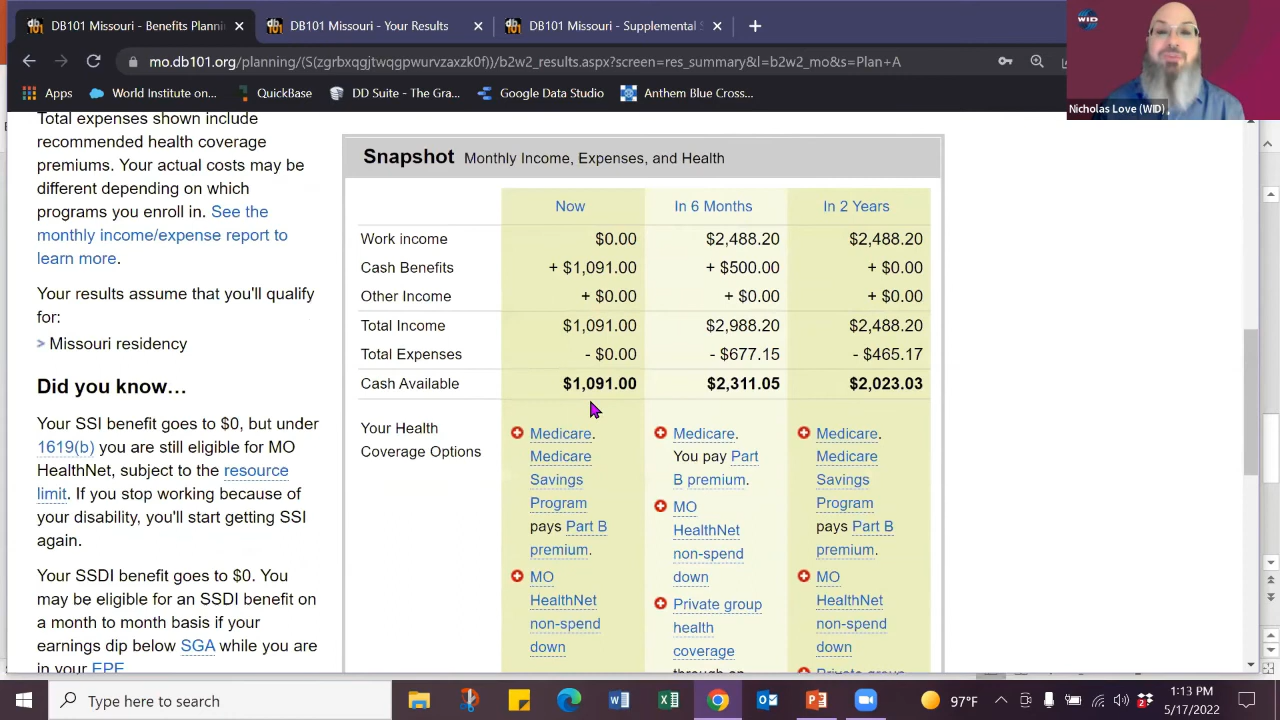 DB101 Missouri - Benefits Planning
DB101 Missouri - Your Results
DB101 Missouri - Supplemental
WID
mo.db101.org/planning/(S(zgrbxqgjtwqgpwurvzaxzk0f))/b2w2_results.aspx?screen=res_summary&l=b2w2_mo&s=Plan+A
Apps
World Institute on...
QuickBase
DD Suite - The Gra...
Google Data Studio
Anthem Blue Cross...
Nicholas Love (WID)
Total expenses shown include
recommended health coverage
premiums. Your actual costs may be
different depending on which
programs you enroll in. See the
monthly income/expense report to
learn more.
Your results assume that you'll qualify
for:
> Missouri residency
Did you know…
Your SSI benefit goes to $0, but under
1619(b) you are still eligible for MO
HealthNet, subject to the resource
limit. If you stop working because of
your disability, you'll start getting SSI
again.
Your SSDI benefit goes to $0. You
may be eligible for an SSDI benefit on
a month to month basis if your
earnings dip below SGA while you are
in your EPE
Snapshot Monthly Income, Expenses, and Health
Now In 6 Months In 2 Years
Work income $0.00 $2,488.20 $2,488.20
Cash Benefits + $1,091.00 + $500.00 + $0.00
Other Income + $0.00 + $0.00 + $0.00
Total Income $1,091.00 $2,988.20 $2,488.20
Total Expenses - $0.00 - $677.15 - $465.17
Cash Available $1,091.00 $2,311.05 $2,023.03
Your Health
Coverage Options
Medicare.
Medicare
Savings
Program
pays Part B
premium.
MO
HealthNet
non-spend
down
Medicare.
You pay Part
B premium.
MO
HealthNet
non-spend
down
Private group
health
coverage
through an
Medicare.
Medicare
Savings
Program
pays Part B
premium.
MO
HealthNet
non-spend
down
Private group
Type here to search
97°F
1:13 PM
5/17/2022